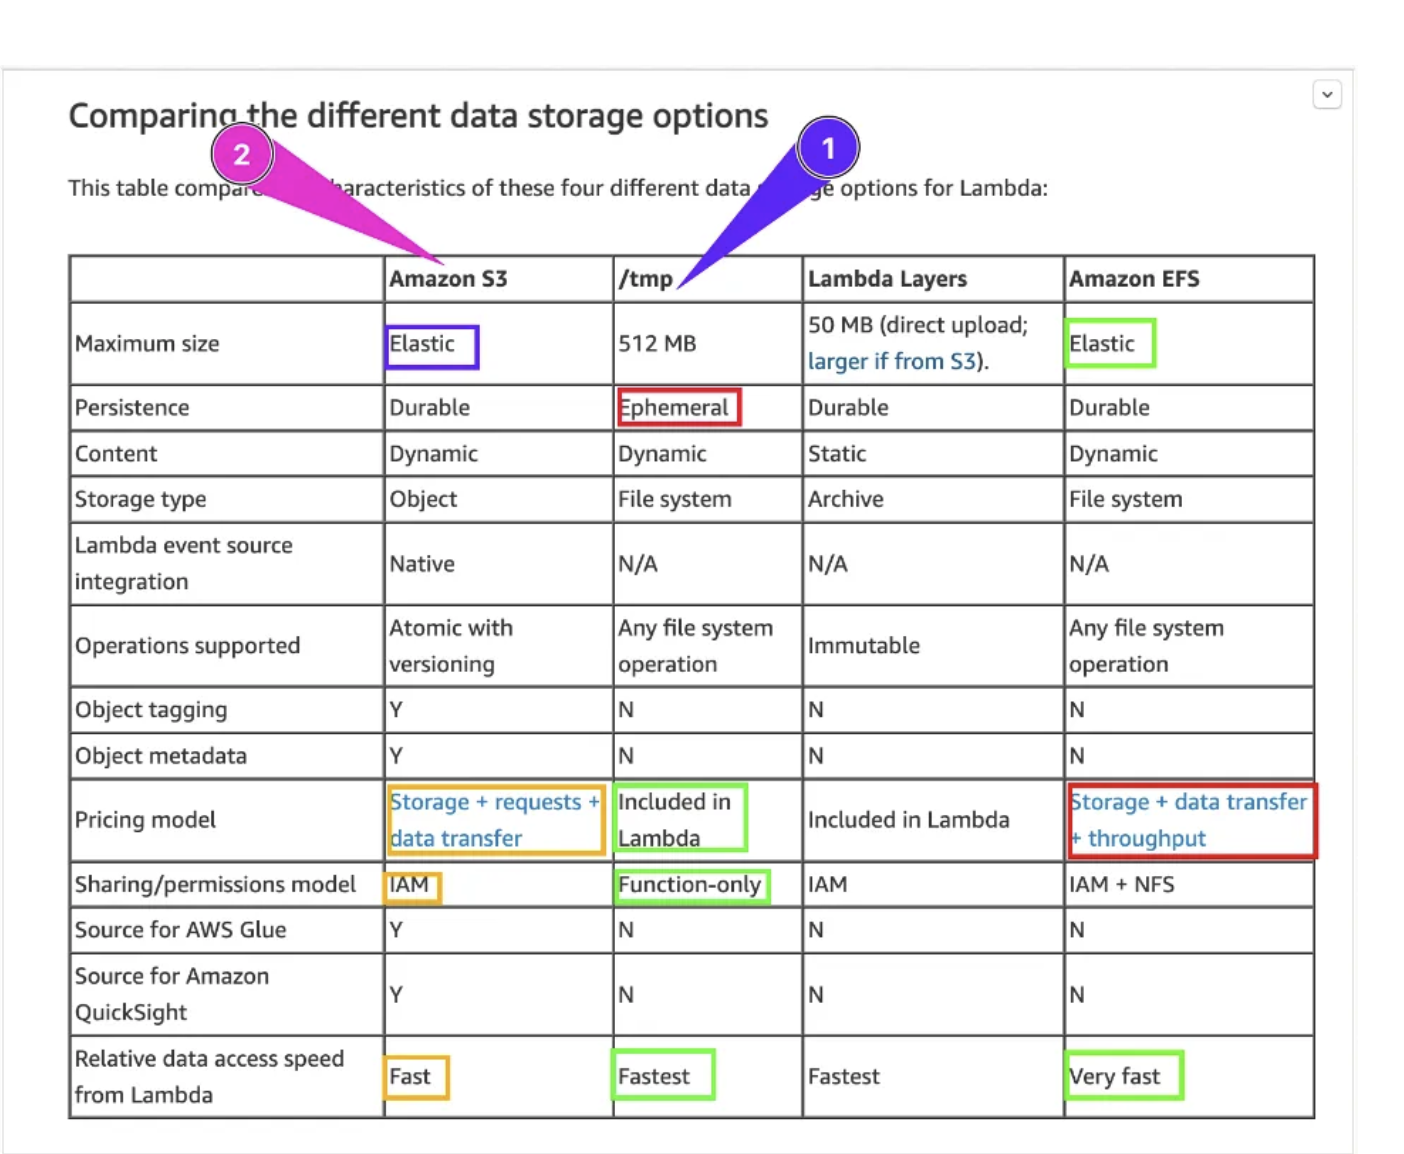 Comparing the different data storage options
2
1
This table compar haracteristics of these four different data ge options for Lambda:
Amazon S3 /tmp Lambda Layers Amazon EFS
Maximum size Elastic 512 MB 50 MB (direct upload; larger if from S3). Elastic
Persistence Durable Ephemeral Durable Durable
Content Dynamic Dynamic Static Dynamic
Storage type Object File system Archive File system
Lambda event source integration Native N/A N/A N/A
Operations supported Atomic with versioning Any file system operation Immutable Any file system operation
Object tagging Y N N N
Object metadata Y N N N
Pricing model Storage + requests + data transfer Included in Lambda Included in Lambda Storage + data transfer + throughput
Sharing/permissions model IAM Function-only IAM IAM + NFS
Source for AWS Glue Y N N N
Source for Amazon QuickSight Y N N N
Relative data access speed from Lambda Fast Fastest Fastest Very fast